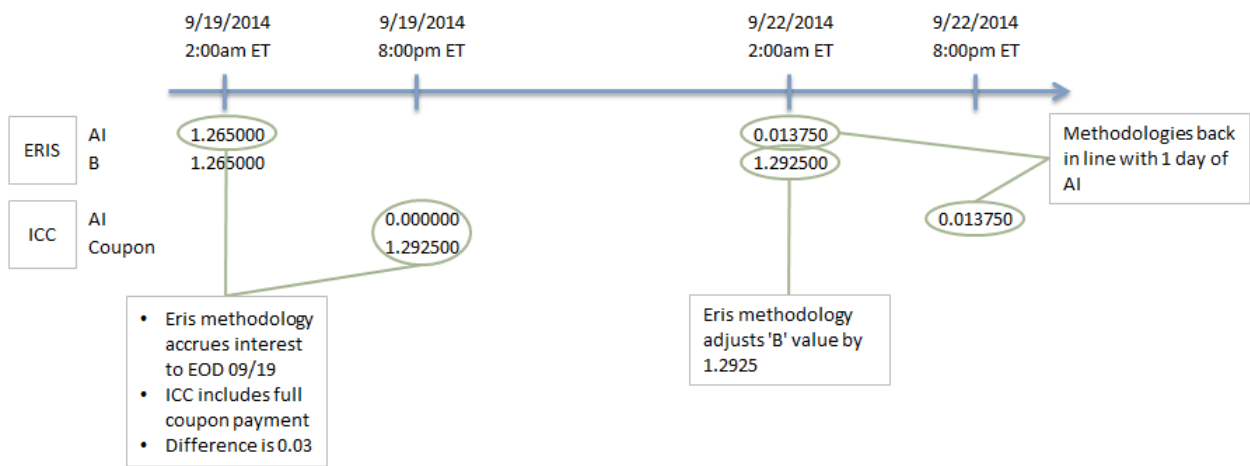 9/19/2014 9/19/2014 9/22/2014 9/22/2014
2:00am ET 8:00pm ET 2:00am ET 8:00pm ET
ERIS
AI 1.265000 0.013750
B 1.265000 1.292500
Methodologies back
in line with 1 day of
AI
ICC
AI 0.000000 0.013750
Coupon 1.292500
• Eris methodology
accrues interest
to EOD 09/19
• ICC includes full
coupon payment
• Difference is 0.03
Eris methodology
adjusts 'B' value by
1.2925